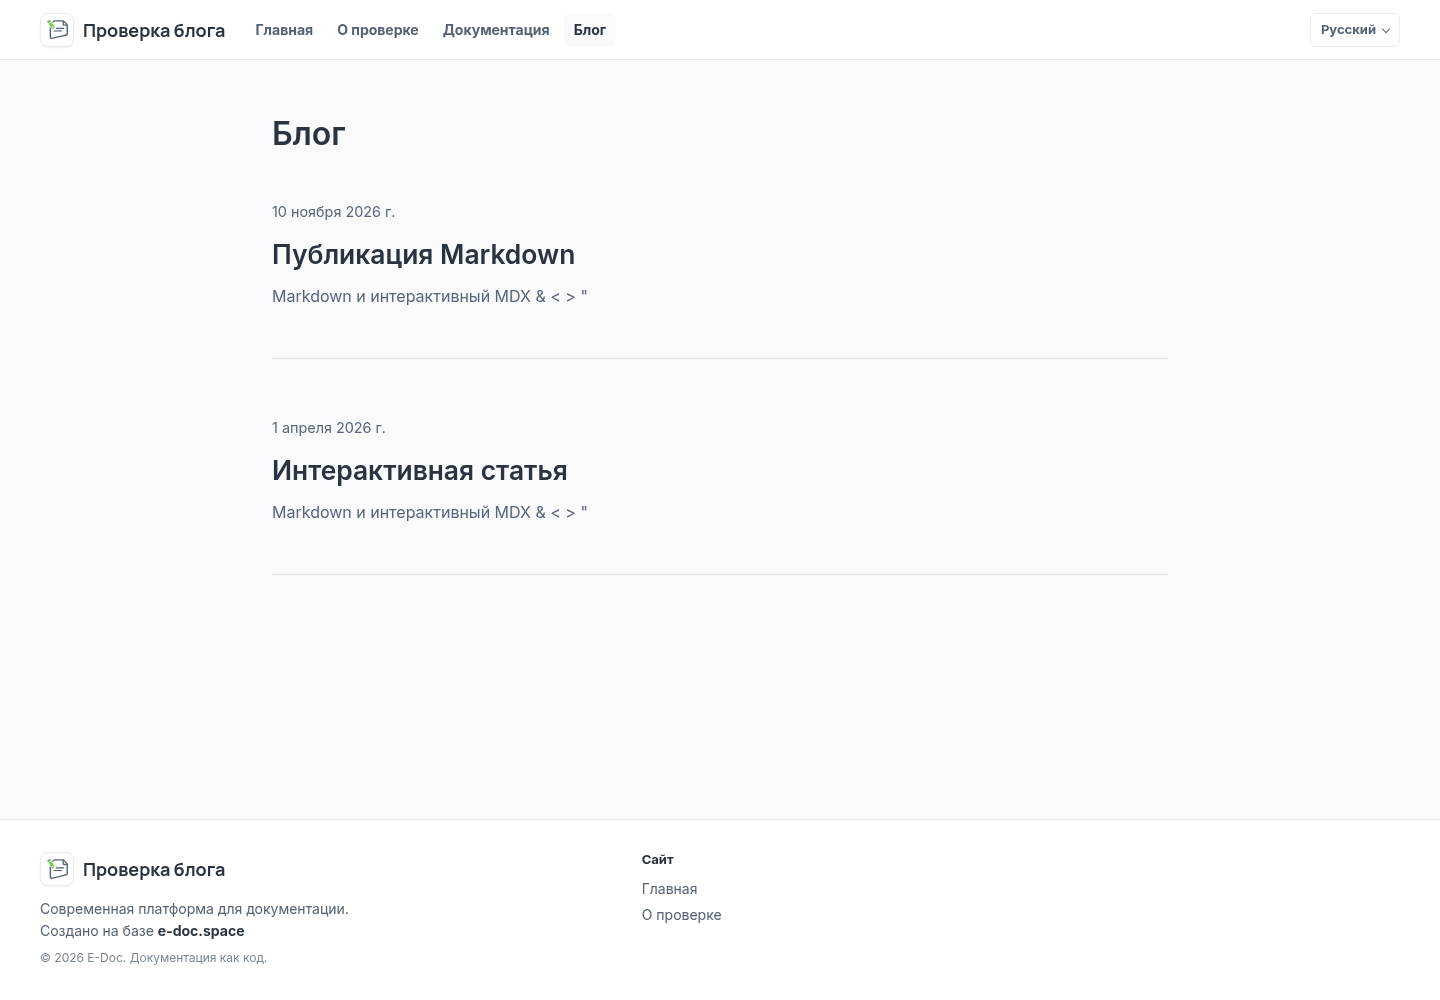 Проверка блога
Главная
О проверке
Документация
Блог
Русский
Блог
10 ноября 2026 г.
Публикация Markdown
Markdown и интерактивный MDX & < > "
1 апреля 2026 г.
Интерактивная статья
Markdown и интерактивный MDX & < > "
Проверка блога
Современная платформа для документации.
Создано на базе e-doc.space
© 2026 E-Doc. Документация как код.
Сайт
Главная
О проверке